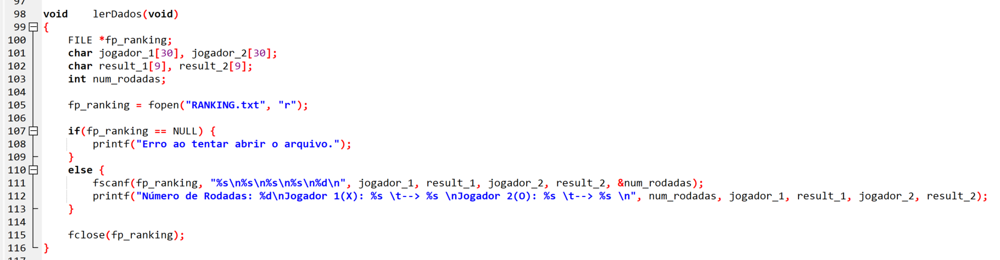 97
98 void    lerDados(void)
99 {
100     FILE *fp_ranking;
101     char jogador_1[30], jogador_2[30];
102     char result_1[9], result_2[9];
103     int num_rodadas;
104
105     fp_ranking = fopen("RANKING.txt", "r");
106
107     if(fp_ranking == NULL) {
108         printf("Erro ao tentar abrir o arquivo.");
109     }
110     else {
111         fscanf(fp_ranking, "%s\n%s\n%s\n%s\n%d\n", jogador_1, result_1, jogador_2, result_2, &num_rodadas);
112         printf("Número de Rodadas: %d\nJogador 1(X): %s \t--> %s \nJogador 2(O): %s \t--> %s \n", num_rodadas, jogador_1, result_1, jogador_2, result_2);
113     }
114
115     fclose(fp_ranking);
116 }
117